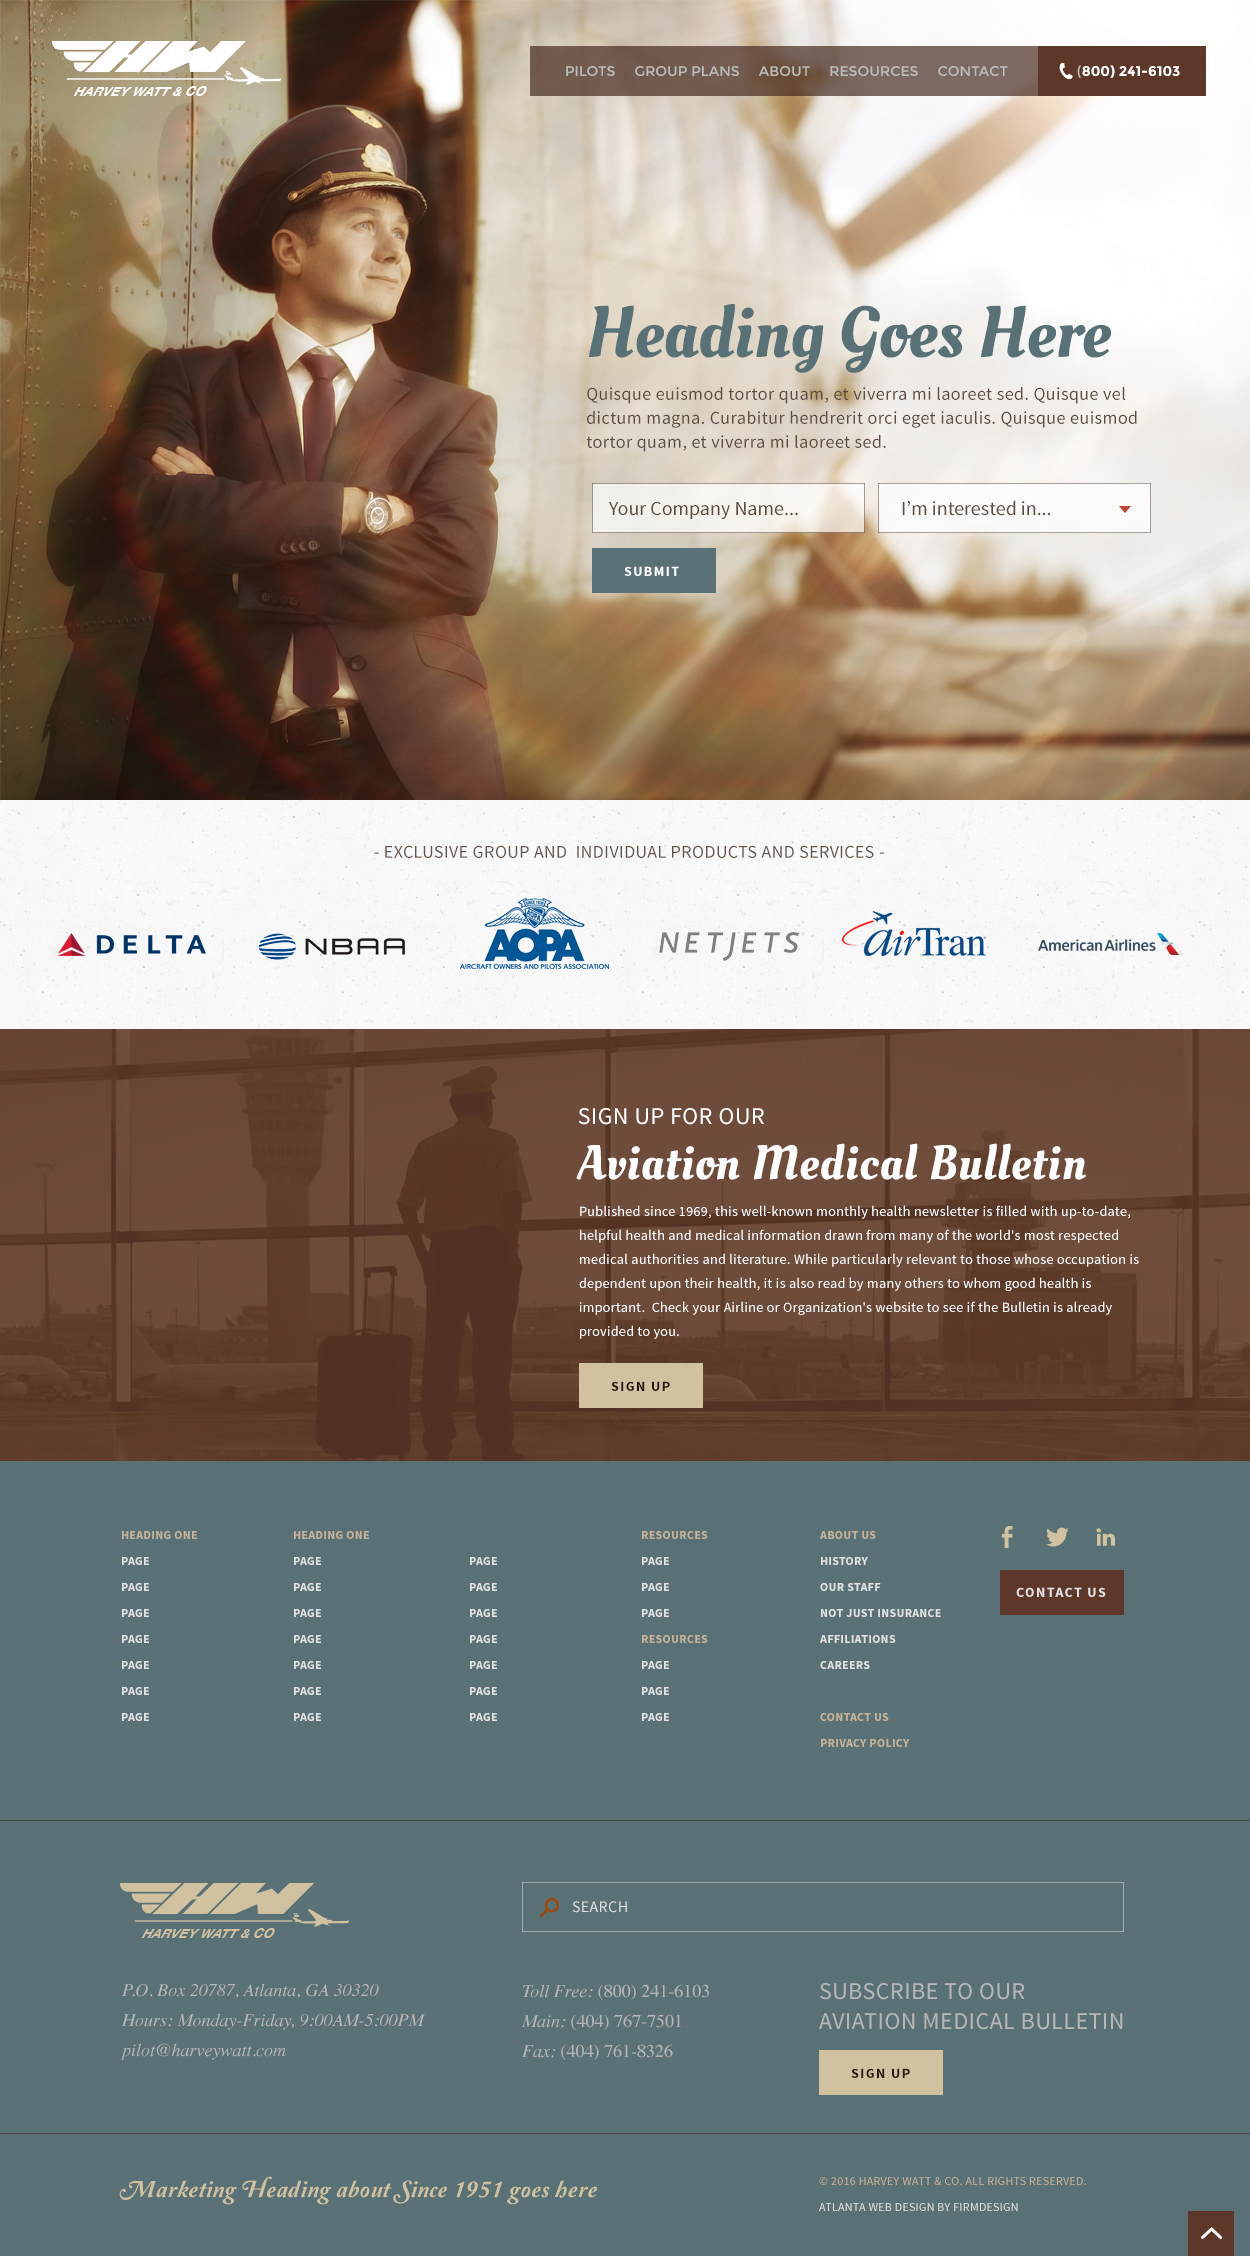 HW
HARVEY WATT & CO
PILOTS GROUP PLANS ABOUT RESOURCES CONTACT
(800) 241-6103
Heading Goes Here
Quisque euismod tortor quam, et viverra mi laoreet sed. Quisque vel
dictum magna. Curabitur hendrerit orci eget iaculis. Quisque euismod
tortor quam, et viverra mi laoreet sed.
Your Company Name...
I'm interested in...
SUBMIT
- EXCLUSIVE GROUP AND  INDIVIDUAL PRODUCTS AND SERVICES -
DELTA
NBAA
AOPA
AIRCRAFT OWNERS AND PILOTS ASSOCIATION
NETJETS
airTran
American Airlines
SIGN UP FOR OUR
Aviation Medical Bulletin
Published since 1969, this well-known monthly health newsletter is filled with up-to-date,
helpful health and medical information drawn from many of the world's most respected
medical authorities and literature. While particularly relevant to those whose occupation is
dependent upon their health, it is also read by many others to whom good health is
important.  Check your Airline or Organization's website to see if the Bulletin is already
provided to you.
SIGN UP
HEADING ONE
PAGE
PAGE
PAGE
PAGE
PAGE
PAGE
PAGE
HEADING ONE
PAGE
PAGE
PAGE
PAGE
PAGE
PAGE
PAGE
PAGE
PAGE
PAGE
PAGE
PAGE
PAGE
PAGE
RESOURCES
PAGE
PAGE
PAGE
RESOURCES
PAGE
PAGE
PAGE
ABOUT US
HISTORY
OUR STAFF
NOT JUST INSURANCE
AFFILIATIONS
CAREERS
CONTACT US
PRIVACY POLICY
f
in
CONTACT US
HW
HARVEY WATT & CO
SEARCH
P.O. Box 20787, Atlanta, GA 30320
Hours: Monday-Friday, 9:00AM-5:00PM
pilot@harveywatt.com
Toll Free: (800) 241-6103
Main: (404) 767-7501
Fax: (404) 761-8326
SUBSCRIBE TO OUR
AVIATION MEDICAL BULLETIN
SIGN UP
Marketing Heading about Since 1951 goes here
© 2016 HARVEY WATT & CO. ALL RIGHTS RESERVED.
ATLANTA WEB DESIGN BY FIRMDESIGN